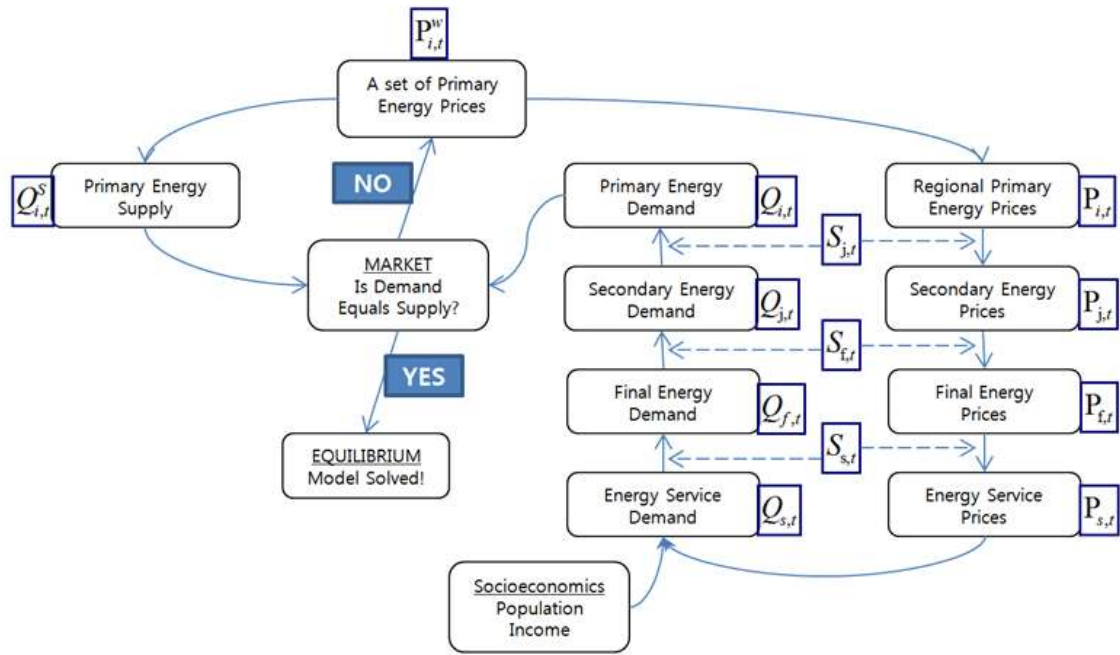 P^w_{i,t}
A set of Primary
Energy Prices
Q^S_{i,t}
Primary Energy
Supply
NO
Primary Energy
Demand
Q_{i,t}
Regional Primary
Energy Prices
P_{i,t}
S_{j,t}
MARKET
Is Demand
Equals Supply?
Secondary Energy
Demand
Q_{j,t}
Secondary Energy
Prices
P_{j,t}
S_{f,t}
YES
Final Energy
Demand
Q_{f,t}
Final Energy
Prices
P_{f,t}
S_{s,t}
EQUILIBRIUM
Model Solved!
Energy Service
Demand
Q_{s,t}
Energy Service
Prices
P_{s,t}
Socioeconomics
Population
Income